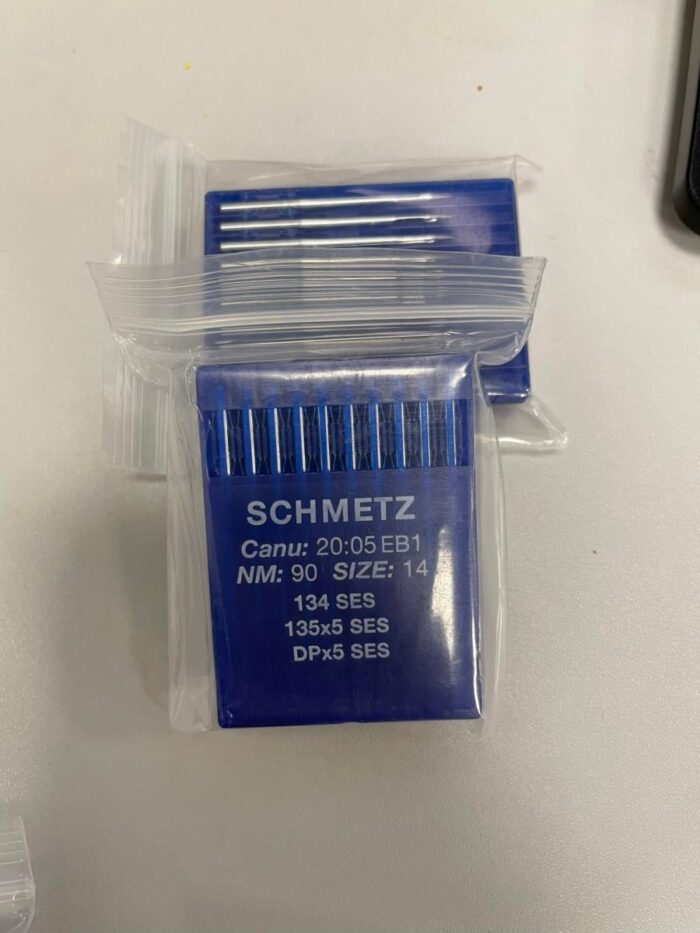 SCHMETZ
Canu: 20:05 EB1
NM: 90 SIZE: 14
134 SES
135x5 SES
DPx5 SES